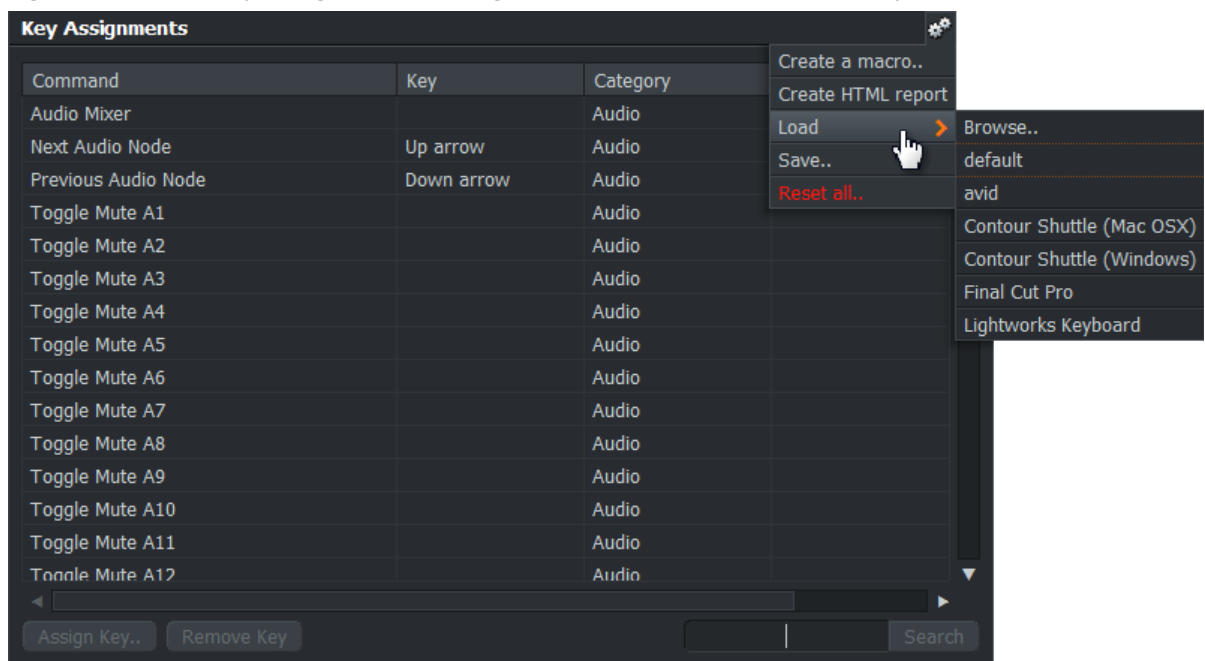 Key Assignments
Command Key Category
Audio Mixer Audio
Next Audio Node Up arrow Audio
Previous Audio Node Down arrow Audio
Toggle Mute A1 Audio
Toggle Mute A2 Audio
Toggle Mute A3 Audio
Toggle Mute A4 Audio
Toggle Mute A5 Audio
Toggle Mute A6 Audio
Toggle Mute A7 Audio
Toggle Mute A8 Audio
Toggle Mute A9 Audio
Toggle Mute A10 Audio
Toggle Mute A11 Audio
Toggle Mute A12 Audio
Assign Key.. Remove Key Search
Create a macro..
Create HTML report
Load
Save..
Reset all..
Browse..
default
avid
Contour Shuttle (Mac OSX)
Contour Shuttle (Windows)
Final Cut Pro
Lightworks Keyboard